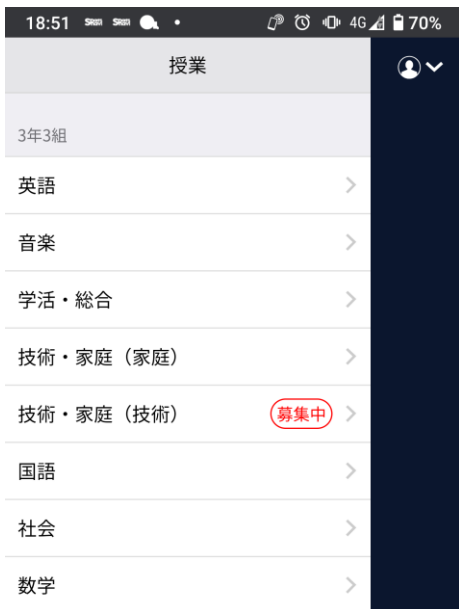 18:51 4G 70%
授業
3年3組
英語
音楽
学活・総合
技術・家庭（家庭）
技術・家庭（技術） 募集中
国語
社会
数学